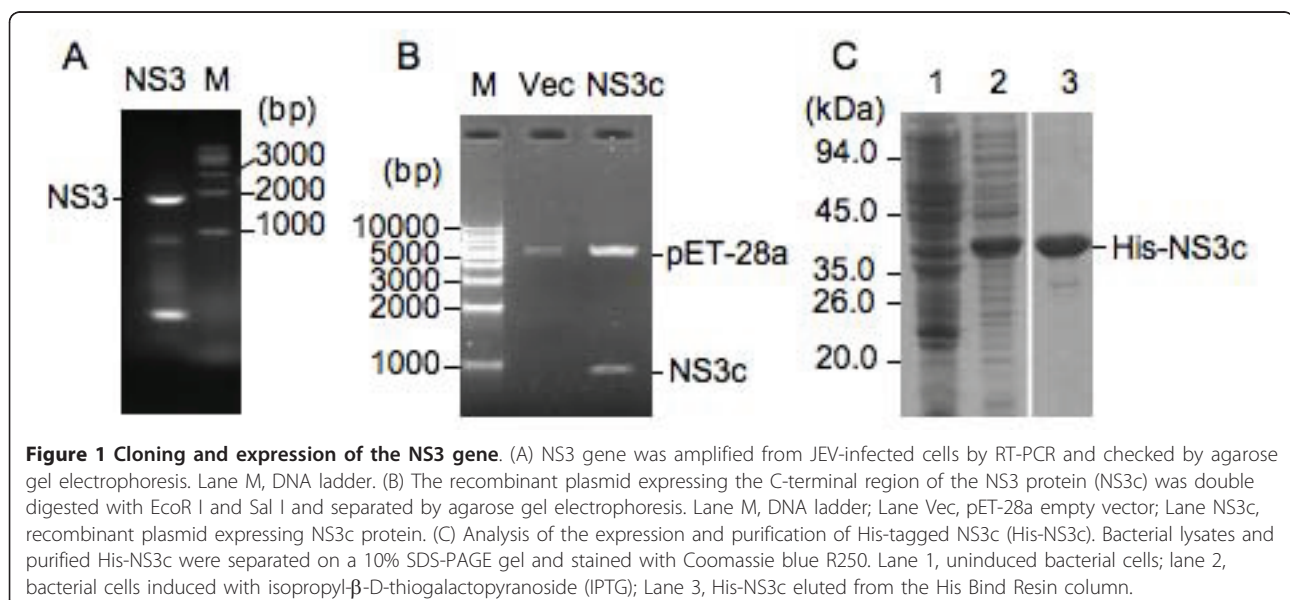 A
NS3 M
(bp)
3000
2000
1000
NS3
B
M Vec NS3c
(bp)
10000
5000
3000
2000
1000
pET-28a
NS3c
C
1 2 3
(kDa)
94.0
45.0
35.0
26.0
20.0
His-NS3c
Figure 1 Cloning and expression of the NS3 gene. (A) NS3 gene was amplified from JEV-infected cells by RT-PCR and checked by agarose
gel electrophoresis. Lane M, DNA ladder. (B) The recombinant plasmid expressing the C-terminal region of the NS3 protein (NS3c) was double
digested with EcoR I and Sal I and separated by agarose gel electrophoresis. Lane M, DNA ladder; Lane Vec, pET-28a empty vector; Lane NS3c,
recombinant plasmid expressing NS3c protein. (C) Analysis of the expression and purification of His-tagged NS3c (His-NS3c). Bacterial lysates and
purified His-NS3c were separated on a 10% SDS-PAGE gel and stained with Coomassie blue R250. Lane 1, uninduced bacterial cells; lane 2,
bacterial cells induced with isopropyl-β-D-thiogalactopyranoside (IPTG); Lane 3, His-NS3c eluted from the His Bind Resin column.